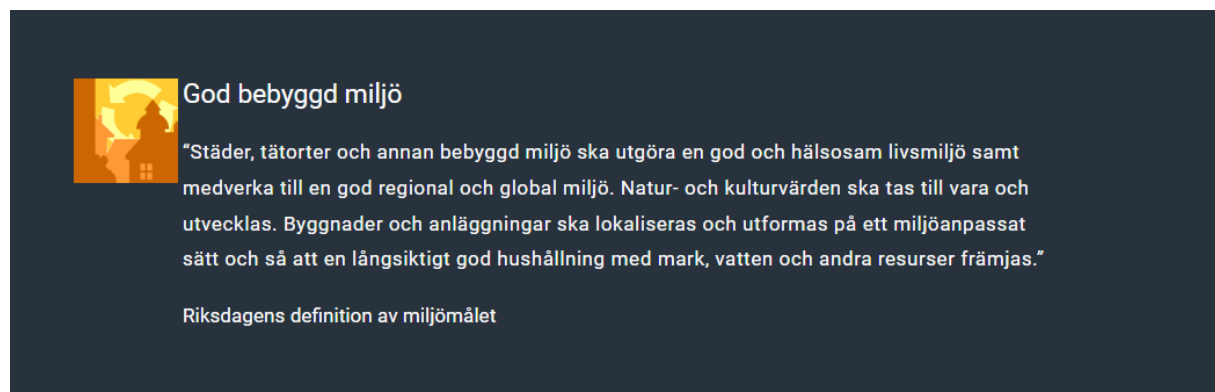 God bebyggd miljö
“Städer, tätorter och annan bebyggd miljö ska utgöra en god och hälsosam livsmiljö samt
medverka till en god regional och global miljö. Natur- och kulturvärden ska tas till vara och
utvecklas. Byggnader och anläggningar ska lokaliseras och utformas på ett miljöanpassat
sätt och så att en långsiktigt god hushållning med mark, vatten och andra resurser främjas.”
Riksdagens definition av miljömålet